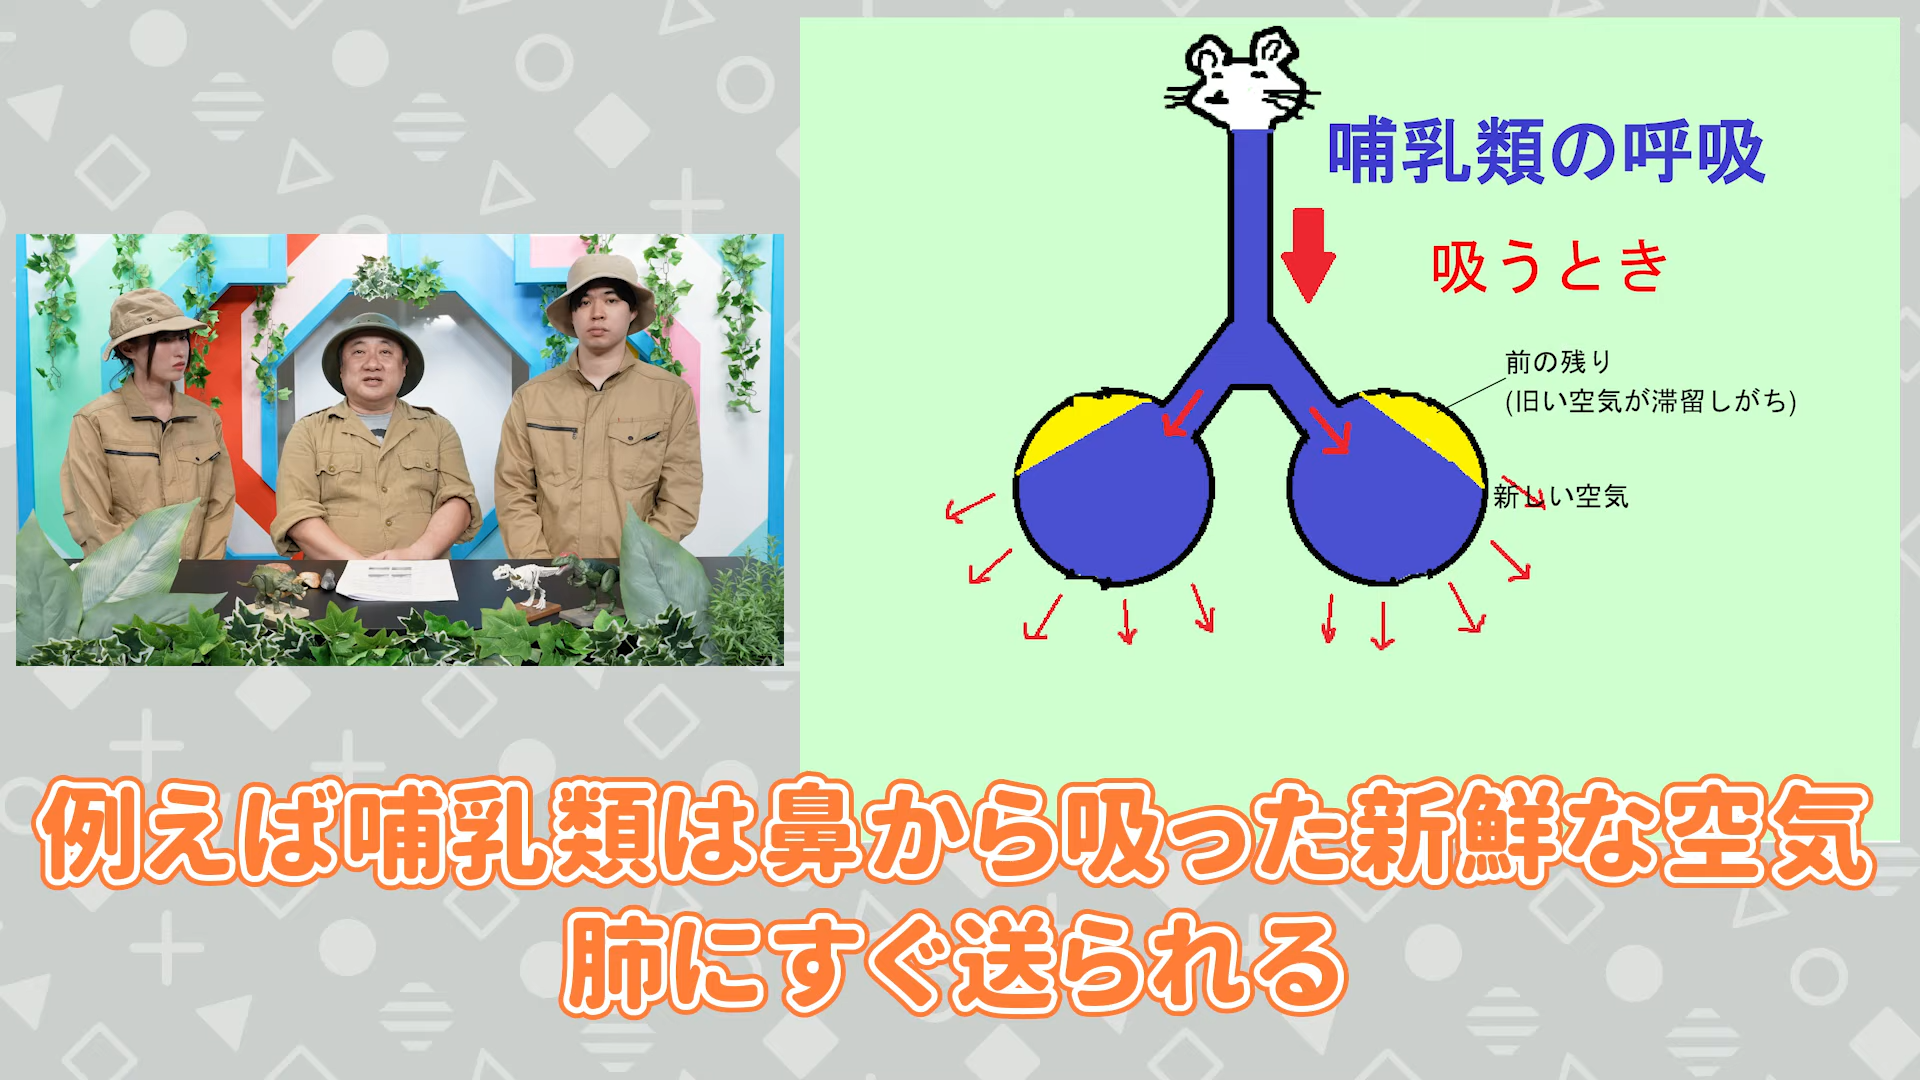 哺乳類の呼吸
吸うとき
前の残り
(旧い空気が滞留しがち)
新しい空気
例えば哺乳類は鼻から吸った新鮮な空気
肺にすぐ送られる